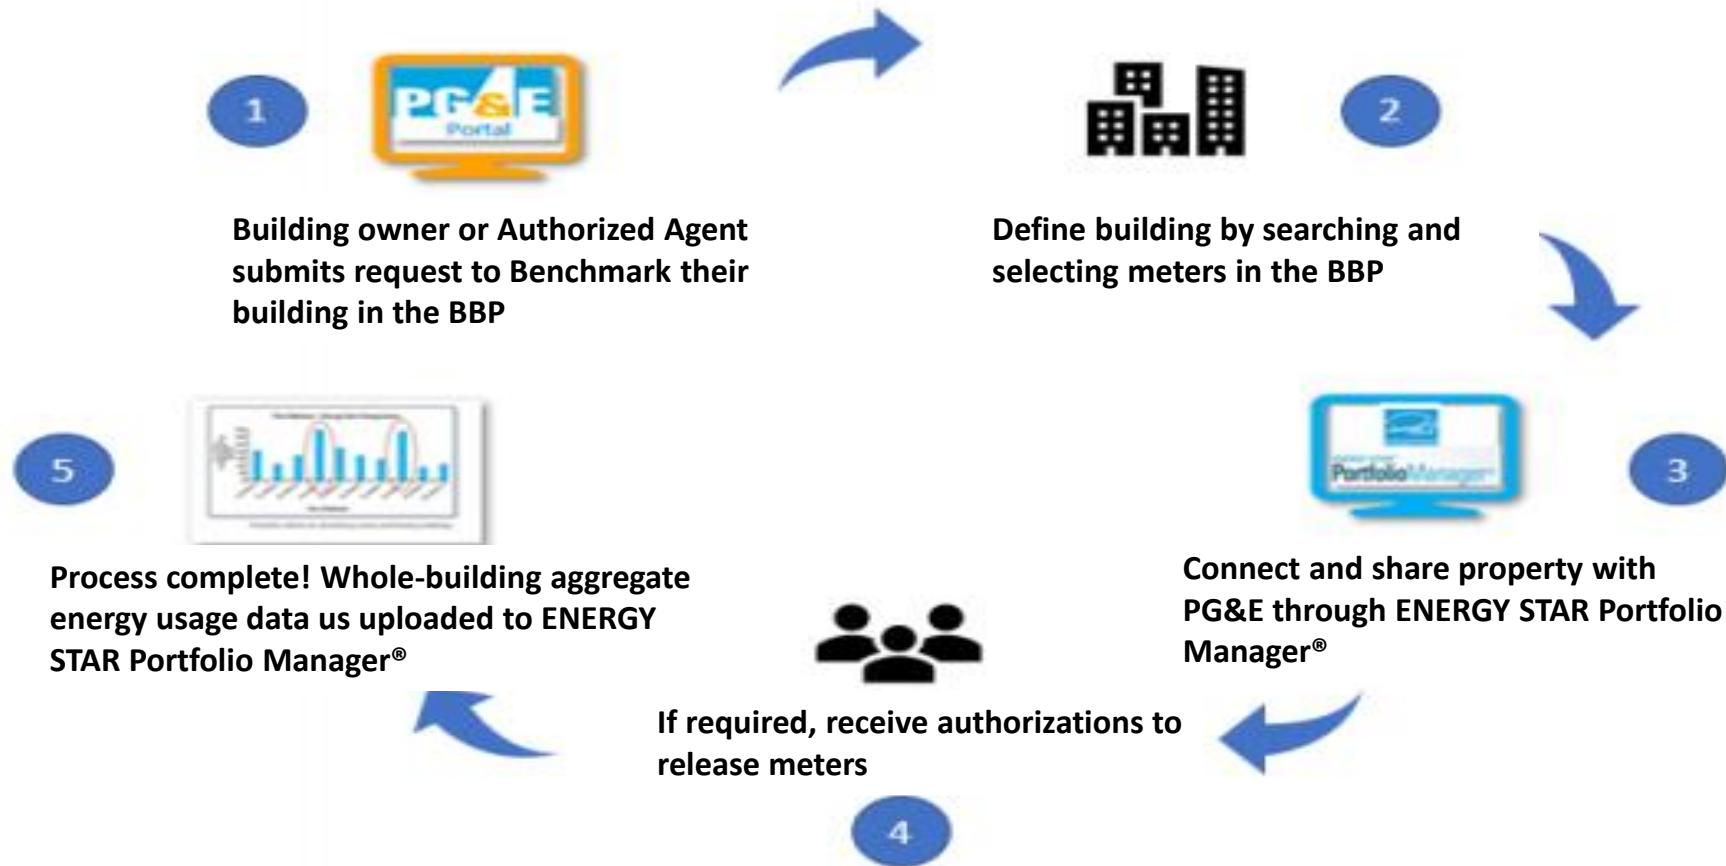 1
PG&E
Portal
Building owner or Authorized Agent
submits request to Benchmark their
building in the BBP
2
Define building by searching and
selecting meters in the BBP
3
PortfolioManager
Connect and share property with
PG&E through ENERGY STAR Portfolio
Manager®
If required, receive authorizations to
release meters
4
5
Process complete! Whole-building aggregate
energy usage data us uploaded to ENERGY
STAR Portfolio Manager®